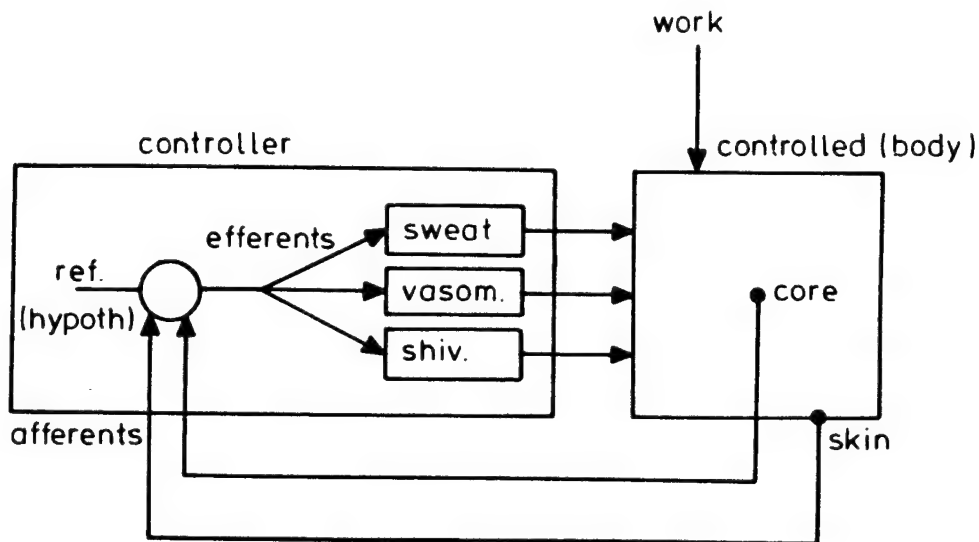 work
controller
controlled (body)
efferents
sweat
ref.
(hypoth)
vasom.
core
shiv.
afferents
skin